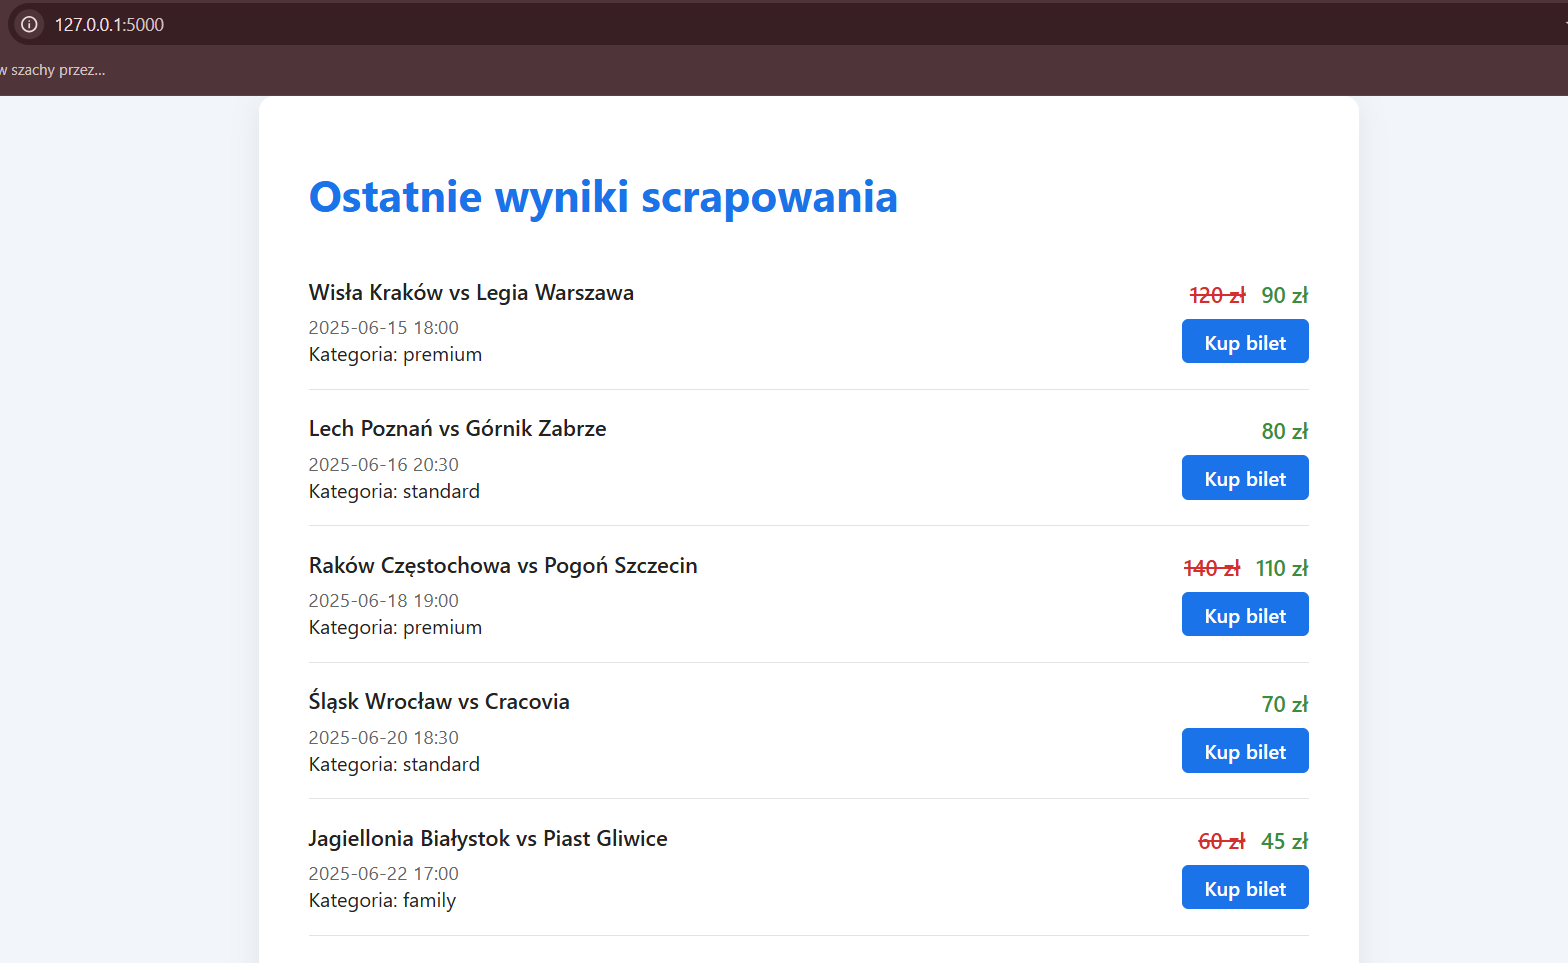 127.0.0.1:5000
w szachy przez...
Ostatnie wyniki scrapowania
Wisła Kraków vs Legia Warszawa
120 zł 90 zł
2025-06-15 18:00
Kategoria: premium
Kup bilet
Lech Poznań vs Górnik Zabrze
80 zł
2025-06-16 20:30
Kategoria: standard
Kup bilet
Raków Częstochowa vs Pogoń Szczecin
140 zł 110 zł
2025-06-18 19:00
Kategoria: premium
Kup bilet
Śląsk Wrocław vs Cracovia
70 zł
2025-06-20 18:30
Kategoria: standard
Kup bilet
Jagiellonia Białystok vs Piast Gliwice
60 zł 45 zł
2025-06-22 17:00
Kategoria: family
Kup bilet